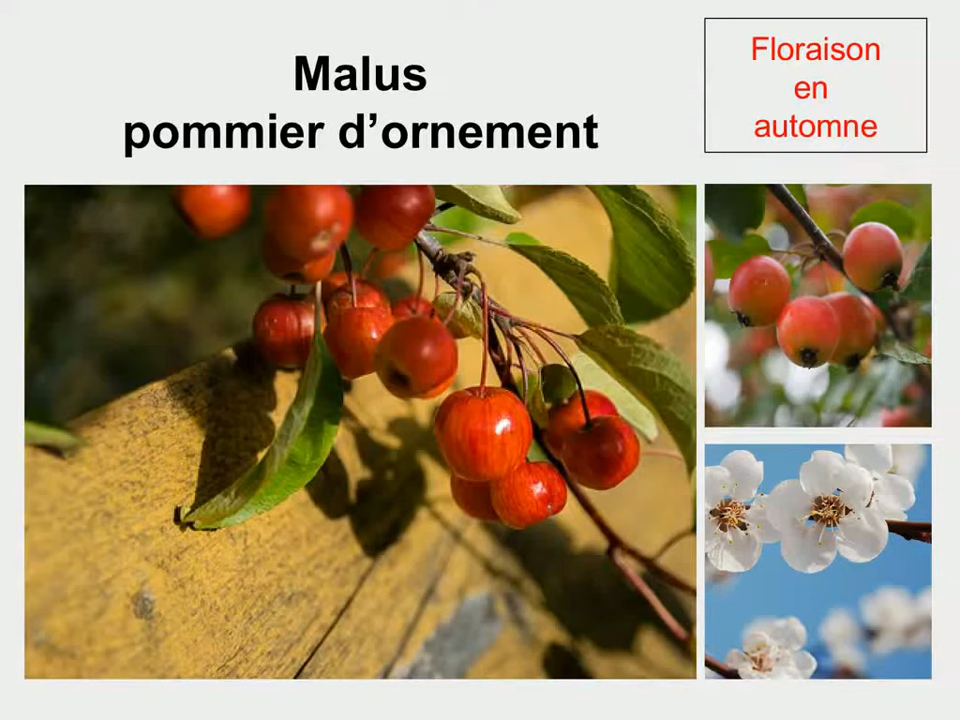 Malus
pommier d’ornement
Floraison
en
automne